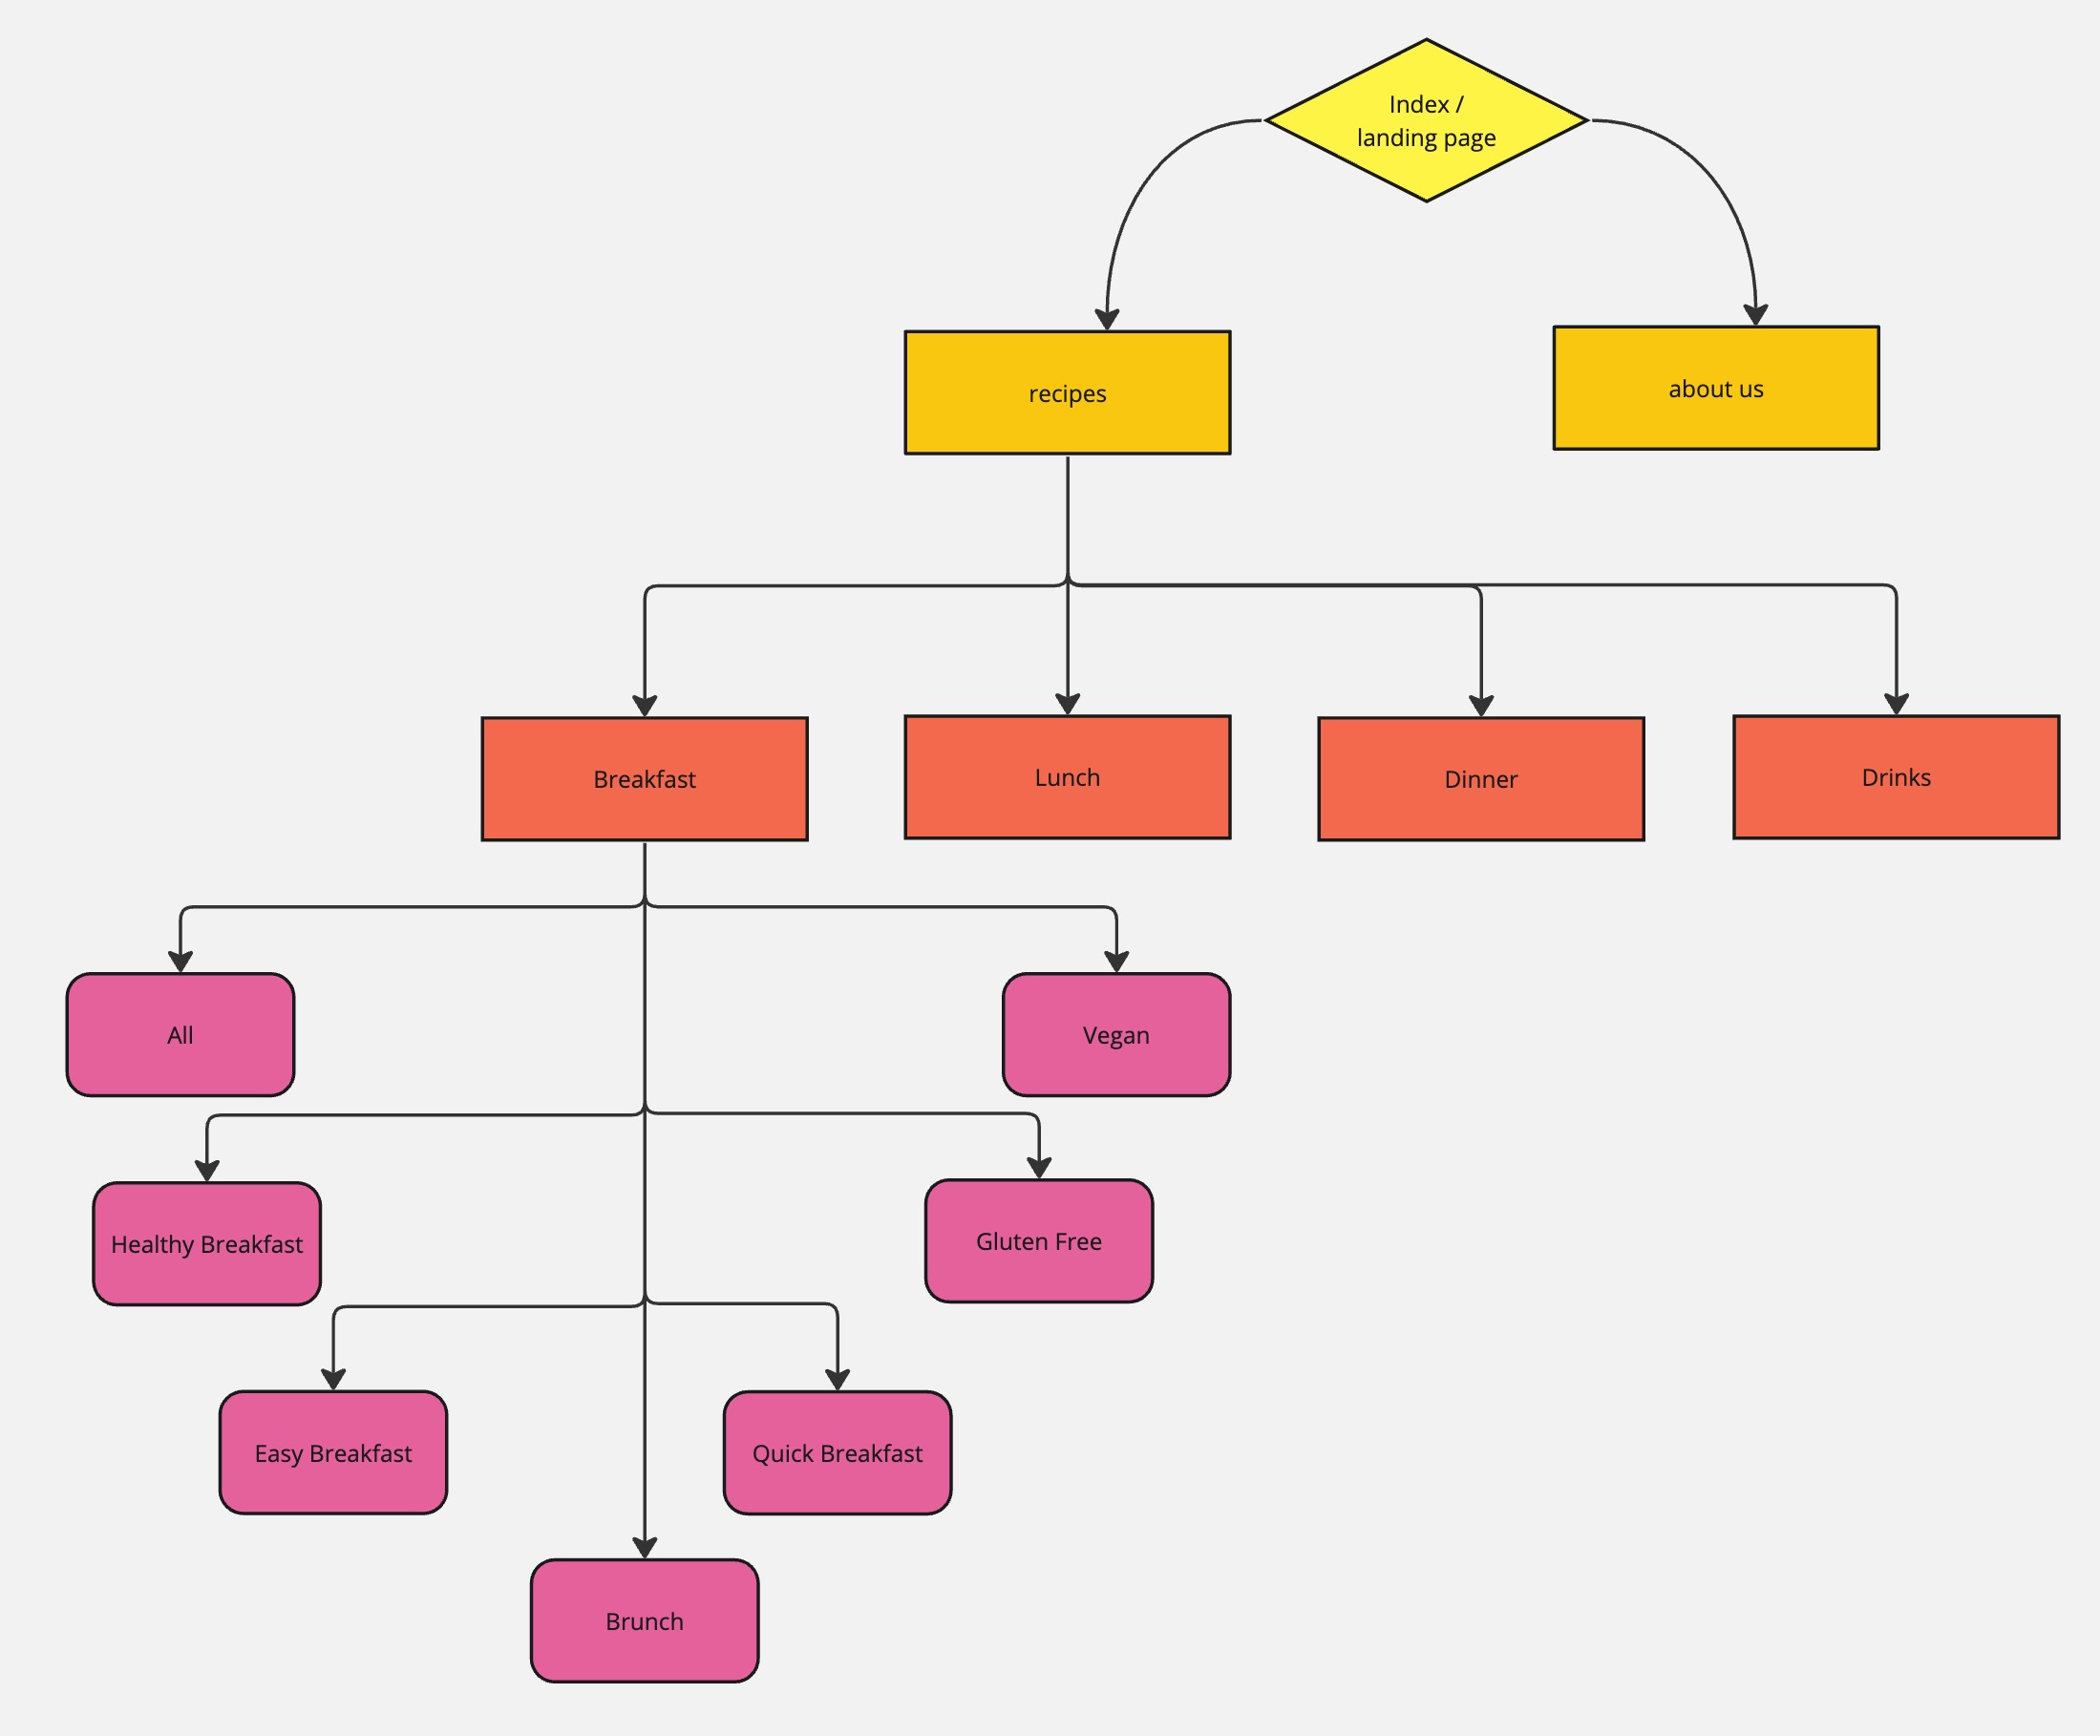 Index /
landing page
recipes
about us
Breakfast
Lunch
Dinner
Drinks
All
Vegan
Healthy Breakfast
Gluten Free
Easy Breakfast
Quick Breakfast
Brunch